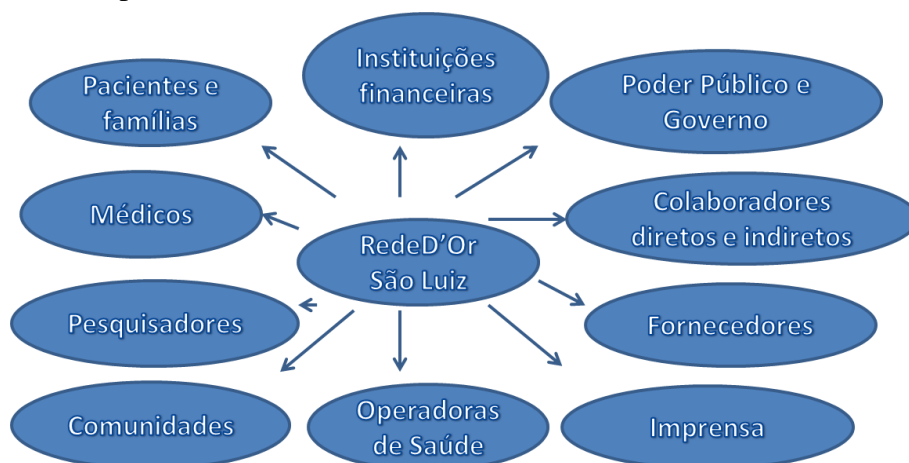 Instituições
financeiras
Pacientes e
famílias
Poder Público e
Governo
Médicos
Colaboradores
diretos e indiretos
RedeD'Or
São Luiz
Pesquisadores
Fornecedores
Comunidades
Operadoras
de Saúde
Imprensa